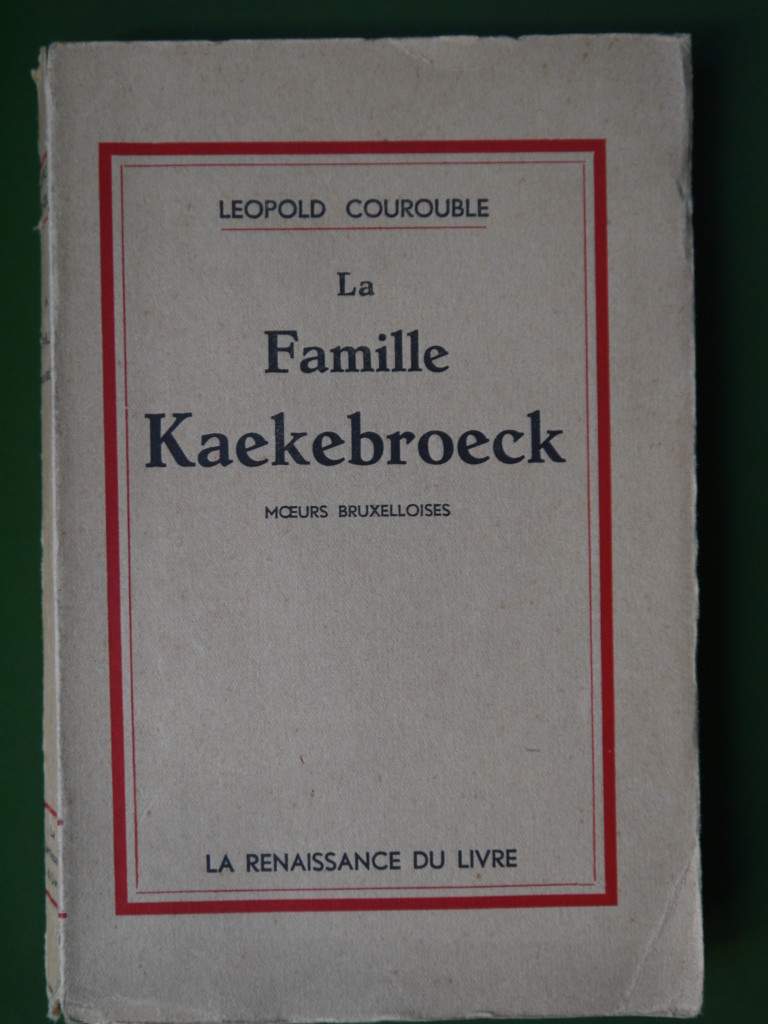 LEOPOLD COUROUBLE
La
Famille
Kaekebroeck
MŒURS BRUXELLOISES
LA RENAISSANCE DU LIVRE